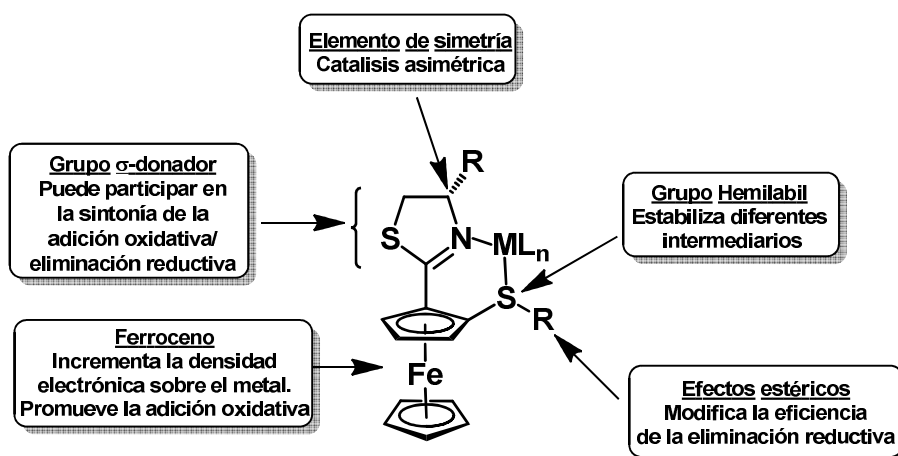 Elemento de simetría
Catalisis asimétrica
R
Grupo σ-donador
Puede participar en
la sintonía de la
adición oxidativa/
eliminación reductiva
Grupo Hemilabil
Estabiliza diferentes
intermediarios
S
N
MLn
S
R
Ferroceno
Incrementa la densidad
electrónica sobre el metal.
Promueve la adición oxidativa
Fe
Efectos estéricos
Modifica la eficiencia
de la eliminación reductiva